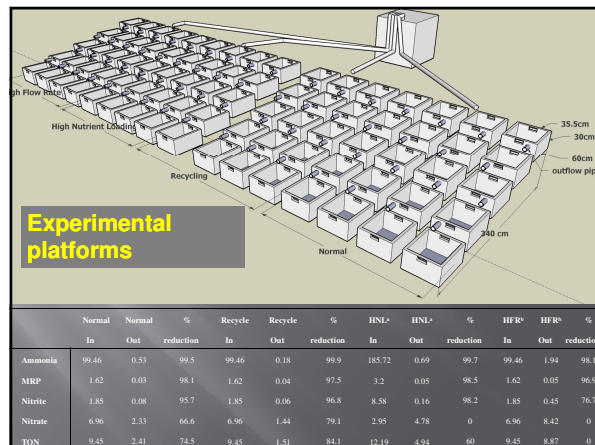 igh Flow Rate
High Nutrient Loading
Recycling
Normal
35.5cm
30cm
60cm
outflow pip
340 cm
Experimental
platforms
Normal Normal % Recycle Recycle % HNLᵃ HNLᵃ % HFRᵇ HFRᵇ %
In Out reduction In Out reduction In Out reduction In Out reduction
Ammonia 99.46 0.53 99.5 99.46 0.18 99.9 185.72 0.69 99.7 99.46 1.94 98.1
MRP 1.62 0.03 98.1 1.62 0.04 97.5 3.2 0.05 98.5 1.62 0.05 96.9
Nitrite 1.85 0.08 95.7 1.85 0.06 96.8 8.58 0.16 98.2 1.85 0.45 76.7
Nitrate 6.96 2.33 66.6 6.96 1.44 79.1 2.95 4.78 0 6.96 8.42 0
TON 9.45 2.41 74.5 9.45 1.51 84.1 12.19 4.94 60 9.45 8.87 0